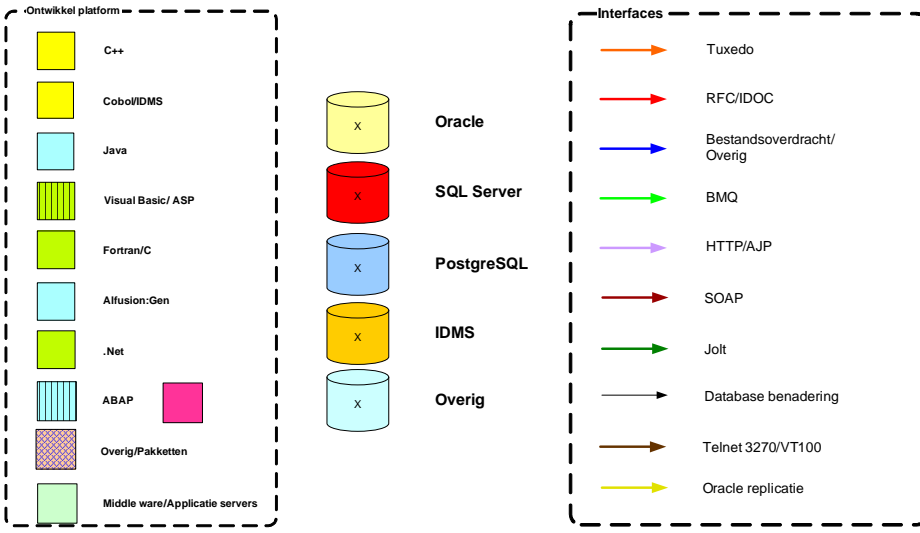 Ontwikkel platform
C++
Cobol/IDMS
Java
Visual Basic/ ASP
Fortran/C
Alfusion:Gen
.Net
ABAP
Overig/Pakketten
Middle ware/Applicatie servers
X
Oracle
X
SQL Server
X
PostgreSQL
X
IDMS
X
Overig
Interfaces
Tuxedo
RFC/IDOC
Bestandsoverdracht/
Overig
BMQ
HTTP/AJP
SOAP
Jolt
Database benadering
Telnet 3270/VT100
Oracle replicatie